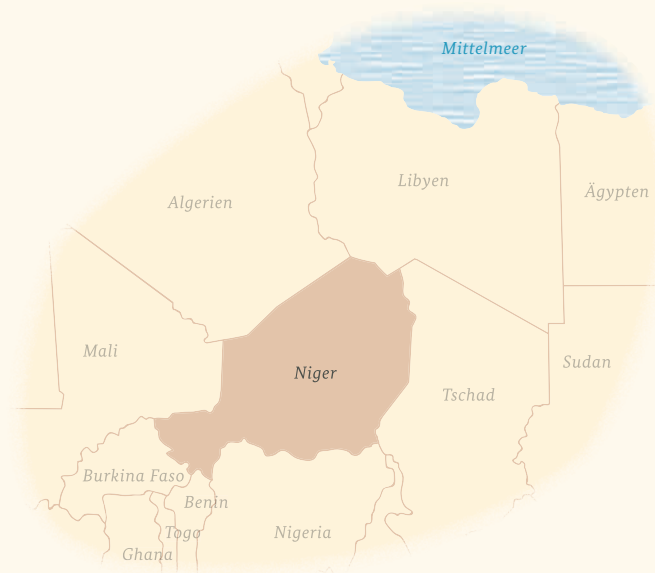 Mittelmeer
Libyen
Ägypten
Algerien
Mali
Sudan
Niger
Tschad
Burkina Faso
Benin
Togo
Nigeria
Ghana